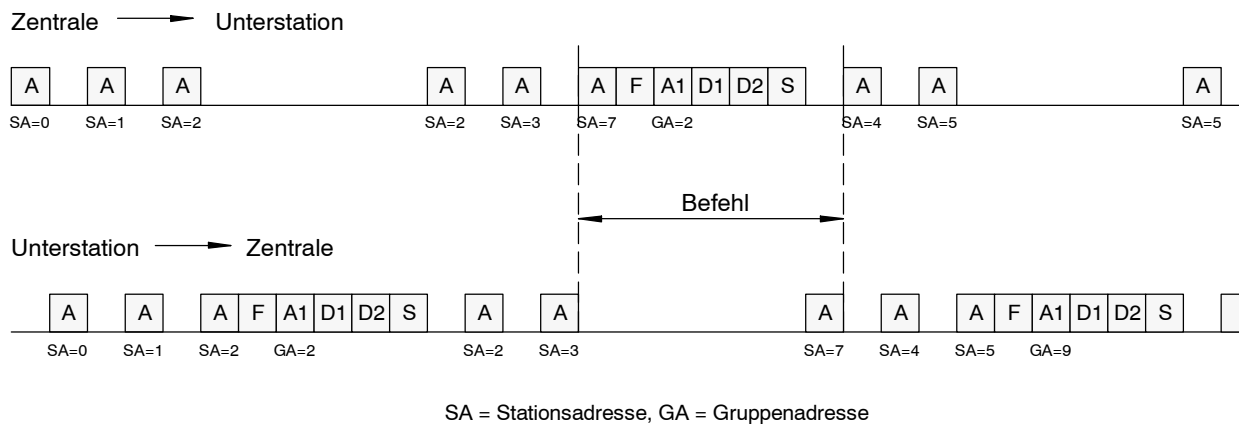 Zentrale Unterstation
A A A A A A F A1 D1 D2 S A A A
SA=0 SA=1 SA=2 SA=2 SA=3 SA=7 GA=2 SA=4 SA=5 SA=5
Befehl
Unterstation Zentrale
A A A F A1 D1 D2 S A A A A A F A1 D1 D2 S
SA=0 SA=1 SA=2 GA=2 SA=2 SA=3 SA=7 SA=4 SA=5 GA=9
SA = Stationsadresse, GA = Gruppenadresse